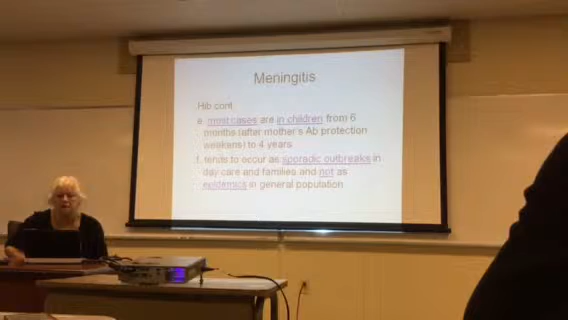 Meningitis
Hib cont
e. most cases are in children from 6
months (after mother's Ab protection
weakens) to 4 years
f. tends to occur as sporadic outbreaks in
day care and families and not as
epidemics in general population